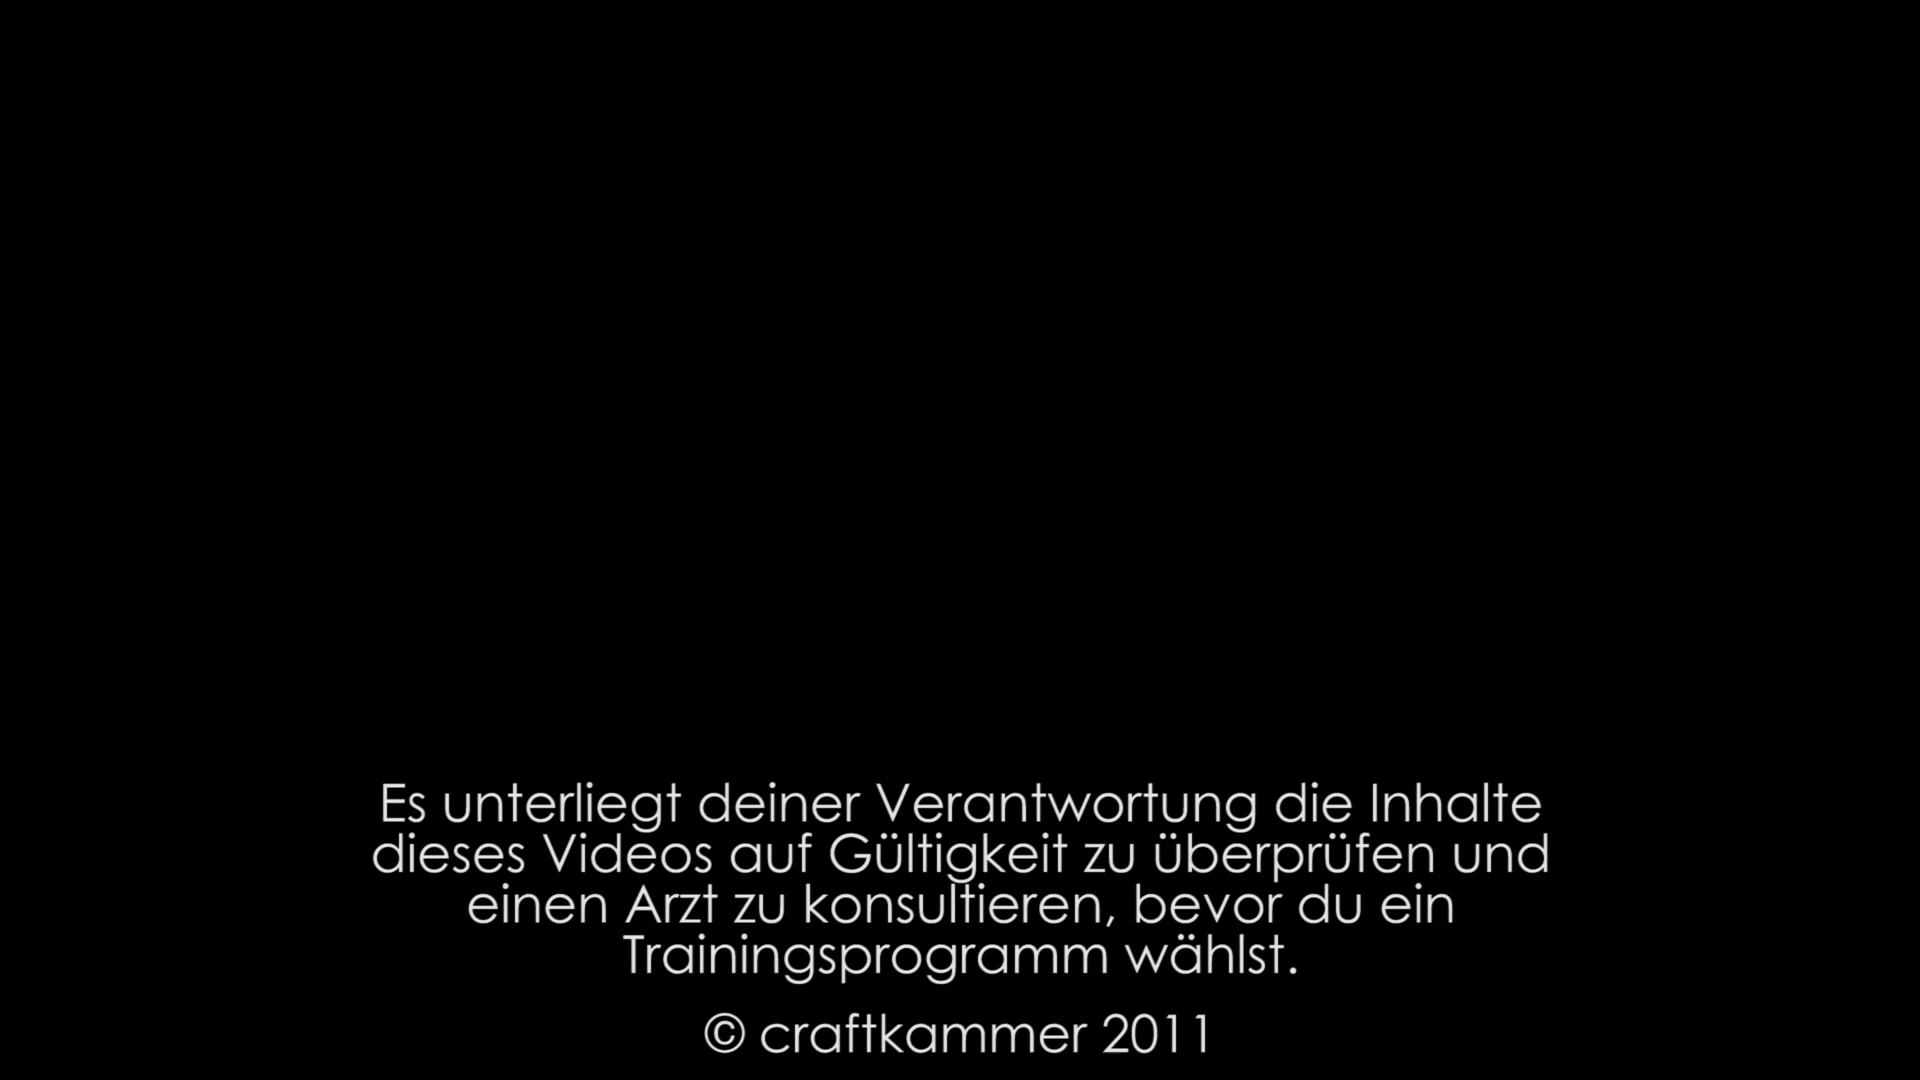 Es unterliegt deiner Verantwortung die Inhalte
dieses Videos auf Gültigkeit zu überprüfen und
einen Arzt zu konsultieren, bevor du ein
Trainingsprogramm wählst.
© craftkammer 2011